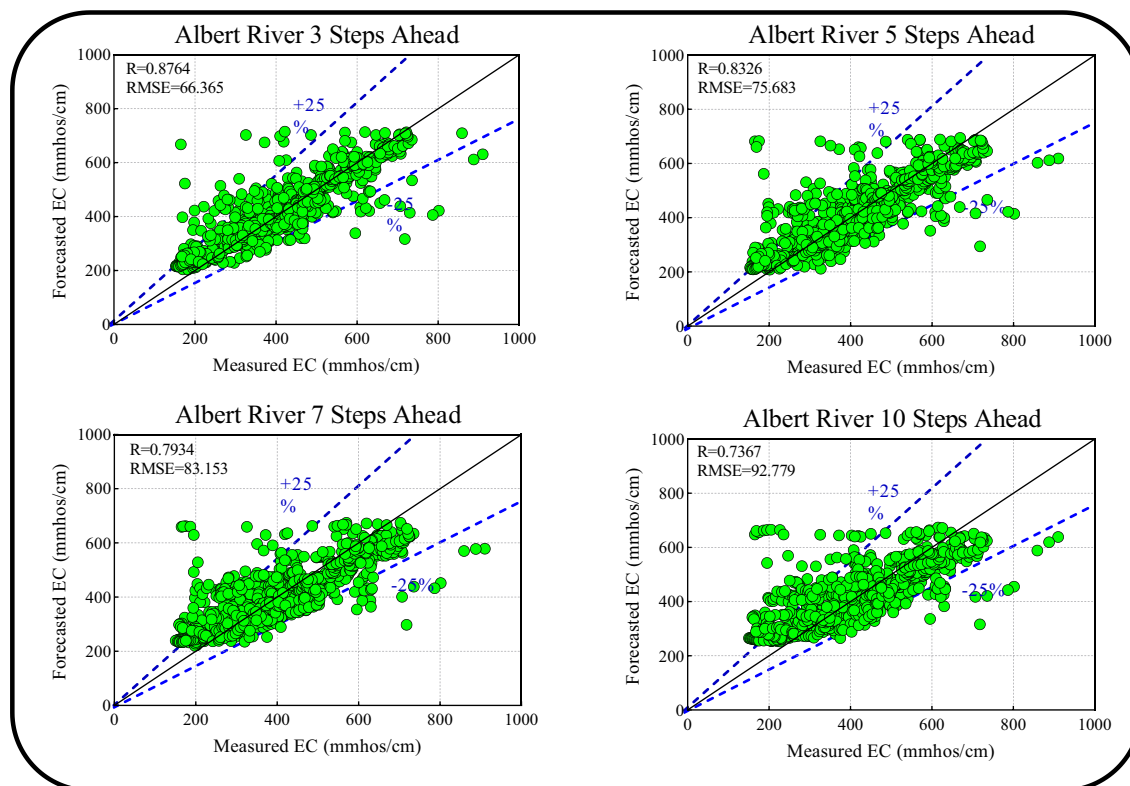 Albert River 3 Steps Ahead
R=0.8764
RMSE=66.365
+25
%
-25
%
Forecasted EC (mmhos/cm)
1000
800
600
400
200
0
0 200 400 600 800 1000
Measured EC (mmhos/cm)
Albert River 5 Steps Ahead
R=0.8326
RMSE=75.683
+25
%
-25%
Forecasted EC (mmhos/cm)
1000
800
600
400
200
0
0 200 400 600 800 1000
Measured EC (mmhos/cm)
Albert River 7 Steps Ahead
R=0.7934
RMSE=83.153
+25
%
-25%
Forecasted EC (mmhos/cm)
1000
800
600
400
200
0
0 200 400 600 800 1000
Measured EC (mmhos/cm)
Albert River 10 Steps Ahead
R=0.7367
RMSE=92.779
+25
%
-25%
Forecasted EC (mmhos/cm)
1000
800
600
400
200
0
0 200 400 600 800 1000
Measured EC (mmhos/cm)